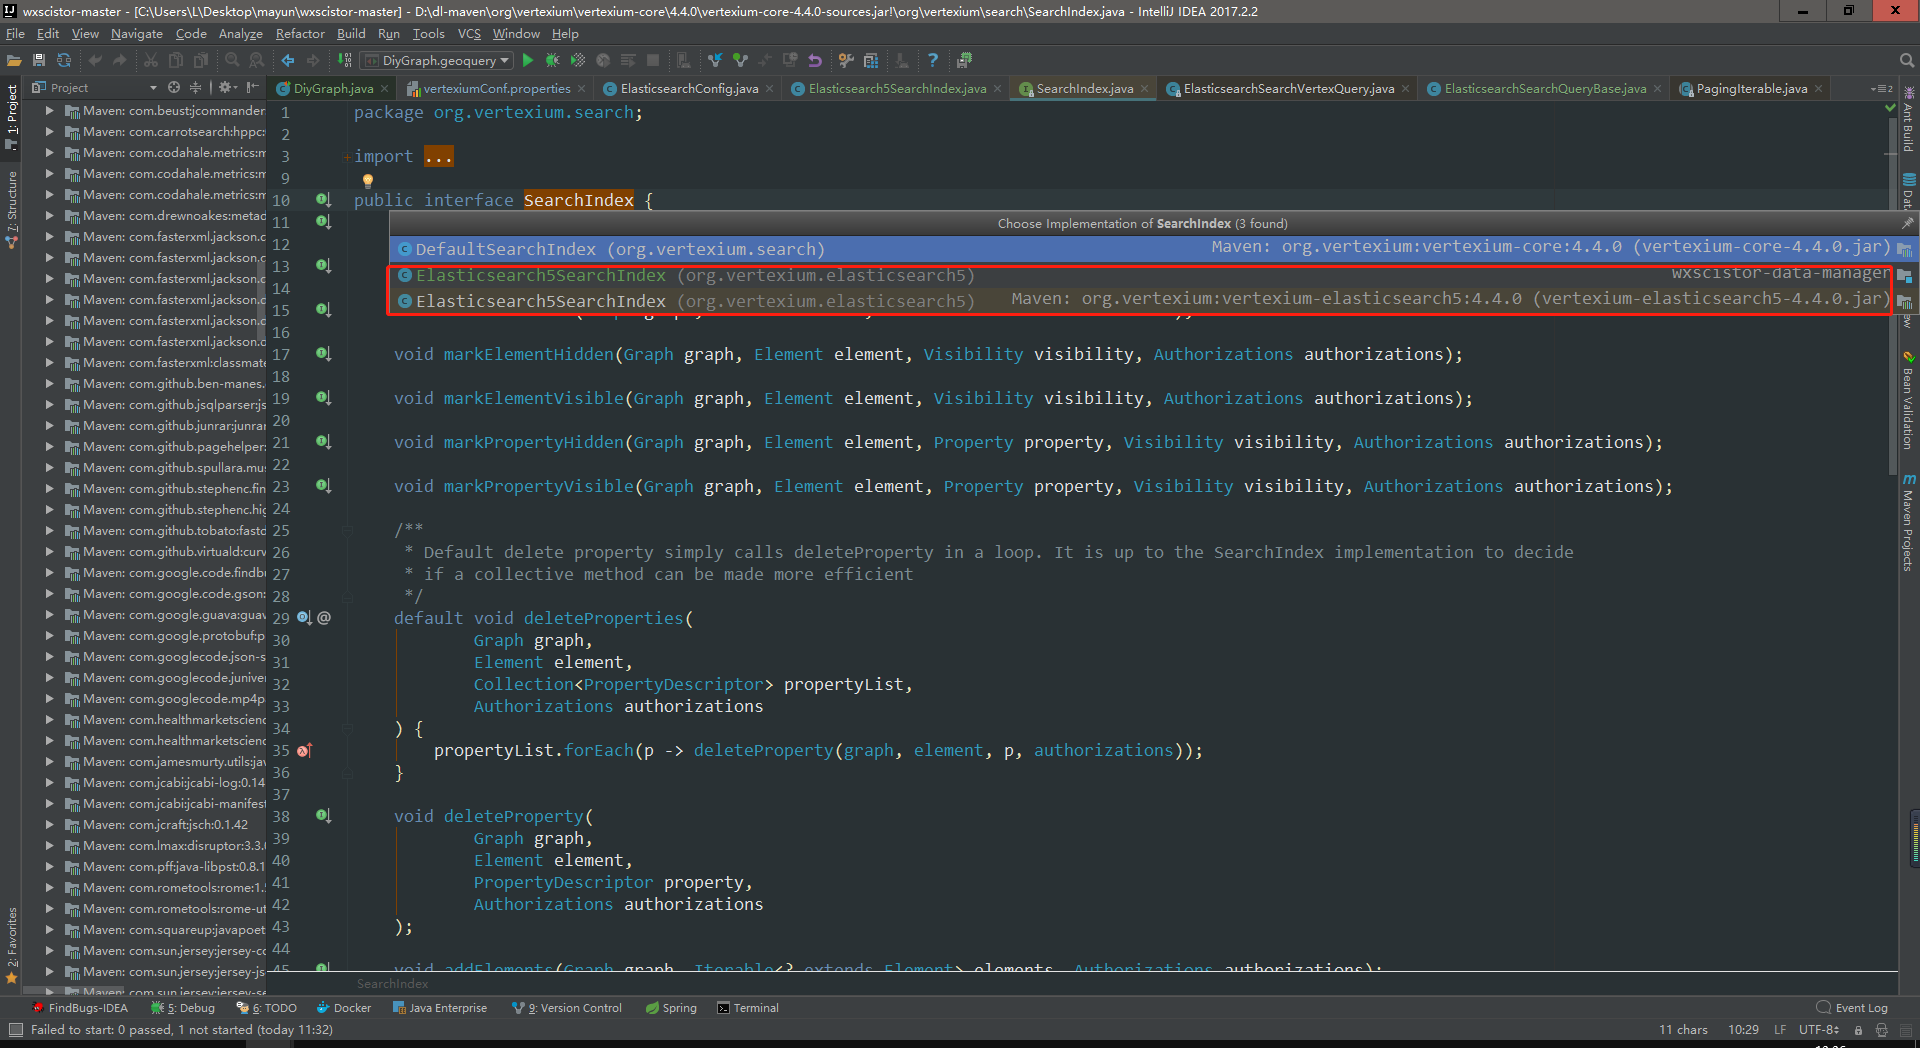 wxscistor-master - [C:\Users\L\Desktop\mayun\wxscistor-master] - D:\dl-maven\org\vertexium\vertexium-core\4.4.0\vertexium-core-4.4.0-sources.jar!\org\vertexium\search\SearchIndex.java - IntelliJ IDEA 2017.2.2
File Edit View Navigate Code Analyze Refactor Build Run Tools VCS Window Help
DiyGraph.geoquery
Project
DiyGraph.java vertexiumConf.properties ElasticsearchConfig.java Elasticsearch5SearchIndex.java SearchIndex.java ElasticsearchSearchVertexQuery.java ElasticsearchSearchQueryBase.java PagingIterable.java
1: Project
7: Structure
2: Favorites
Maven: com.beust:jcommander:
Maven: com.carrotsearch:hppc:
Maven: com.codahale.metrics:m
Maven: com.codahale.metrics:m
Maven: com.codahale.metrics:m
Maven: com.drewnoakes:metad
Maven: com.fasterxml.jackson.c
Maven: com.fasterxml.jackson.c
Maven: com.fasterxml.jackson.c
Maven: com.fasterxml.jackson.c
Maven: com.fasterxml.jackson.c
Maven: com.fasterxml.jackson.c
Maven: com.fasterxml:classmate
Maven: com.github.ben-manes.
Maven: com.github.jsqlparser:js
Maven: com.github.junrar:junrar
Maven: com.github.pagehelper:
Maven: com.github.spullara.mus
Maven: com.github.stephenc.fin
Maven: com.github.stephenc.hig
Maven: com.github.tobato:fastd
Maven: com.github.virtuald:curv
Maven: com.google.code.findbu
Maven: com.google.code.gson:
Maven: com.google.guava:guav
Maven: com.google.protobuf:p
Maven: com.googlecode.json-s
Maven: com.googlecode.juniver
Maven: com.googlecode.mp4p
Maven: com.healthmarketscienc
Maven: com.healthmarketscienc
Maven: com.jamesmurty.utils:jav
Maven: com.jcabi:jcabi-log:0.14
Maven: com.jcabi:jcabi-manifest
Maven: com.jcraft:jsch:0.1.42
Maven: com.lmax:disruptor:3.3.
Maven: com.pff:java-libpst:0.8.1
Maven: com.rometools:rome:1.
Maven: com.rometools:rome-ut
Maven: com.squareup:javapoet
Maven: com.sun.jersey:jersey-co
Maven: com.sun.jersey:jersey-js
Maven: com.sun.jersey:jersey-se
1 package org.vertexium.search;
2
3 import ...
9
10 public interface SearchIndex {
11
Choose Implementation of SearchIndex (3 found)
12
DefaultSearchIndex (org.vertexium.search) Maven: org.vertexium:vertexium-core:4.4.0 (vertexium-core-4.4.0.jar)
13
Elasticsearch5SearchIndex (org.vertexium.elasticsearch5) wxscistor-data-manager
14
Elasticsearch5SearchIndex (org.vertexium.elasticsearch5) Maven: org.vertexium:vertexium-elasticsearch5:4.4.0 (vertexium-elasticsearch5-4.4.0.jar)
15
16
17 void markElementHidden(Graph graph, Element element, Visibility visibility, Authorizations authorizations);
18
19 void markElementVisible(Graph graph, Element element, Visibility visibility, Authorizations authorizations);
20
21 void markPropertyHidden(Graph graph, Element element, Property property, Visibility visibility, Authorizations authorizations);
22
23 void markPropertyVisible(Graph graph, Element element, Property property, Visibility visibility, Authorizations authorizations);
24
25 /**
26 * Default delete property simply calls deleteProperty in a loop. It is up to the SearchIndex implementation to decide
27 * if a collective method can be made more efficient
28 */
29 default void deleteProperties(
30 Graph graph,
31 Element element,
32 Collection<PropertyDescriptor> propertyList,
33 Authorizations authorizations
34 ) {
35 propertyList.forEach(p -> deleteProperty(graph, element, p, authorizations));
36 }
37
38 void deleteProperty(
39 Graph graph,
40 Element element,
41 PropertyDescriptor property,
42 Authorizations authorizations
43 );
44
45 void addElements(Graph graph, Iterable<? extends Element> elements, Authorizations authorizations);
SearchIndex
Ant Build
Bean Validation
Maven Projects
FindBugs-IDEA 5: Debug 6: TODO Docker Java Enterprise 9: Version Control Spring Terminal Event Log
Failed to start: 0 passed, 1 not started (today 11:32) 11 chars 10:29 LF UTF-8